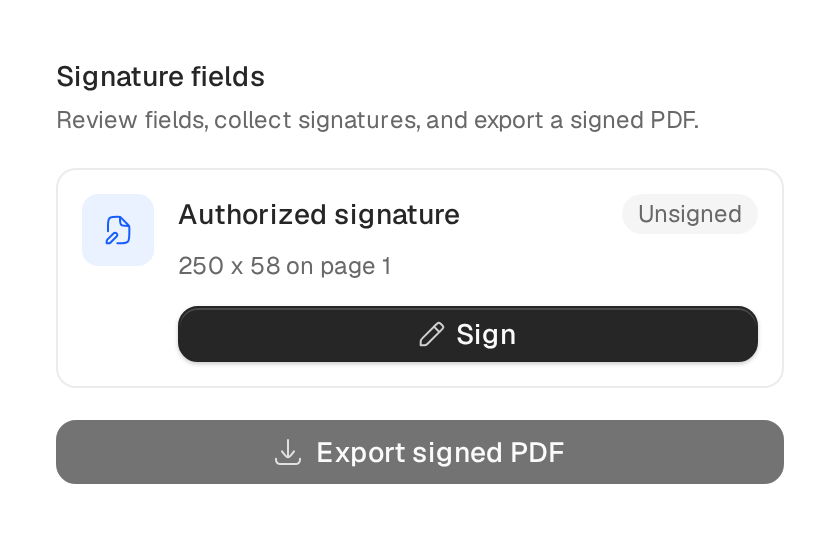 Signature fields
Review fields, collect signatures, and export a signed PDF.
Authorized signature
Unsigned
250 x 58 on page 1
Sign
Export signed PDF